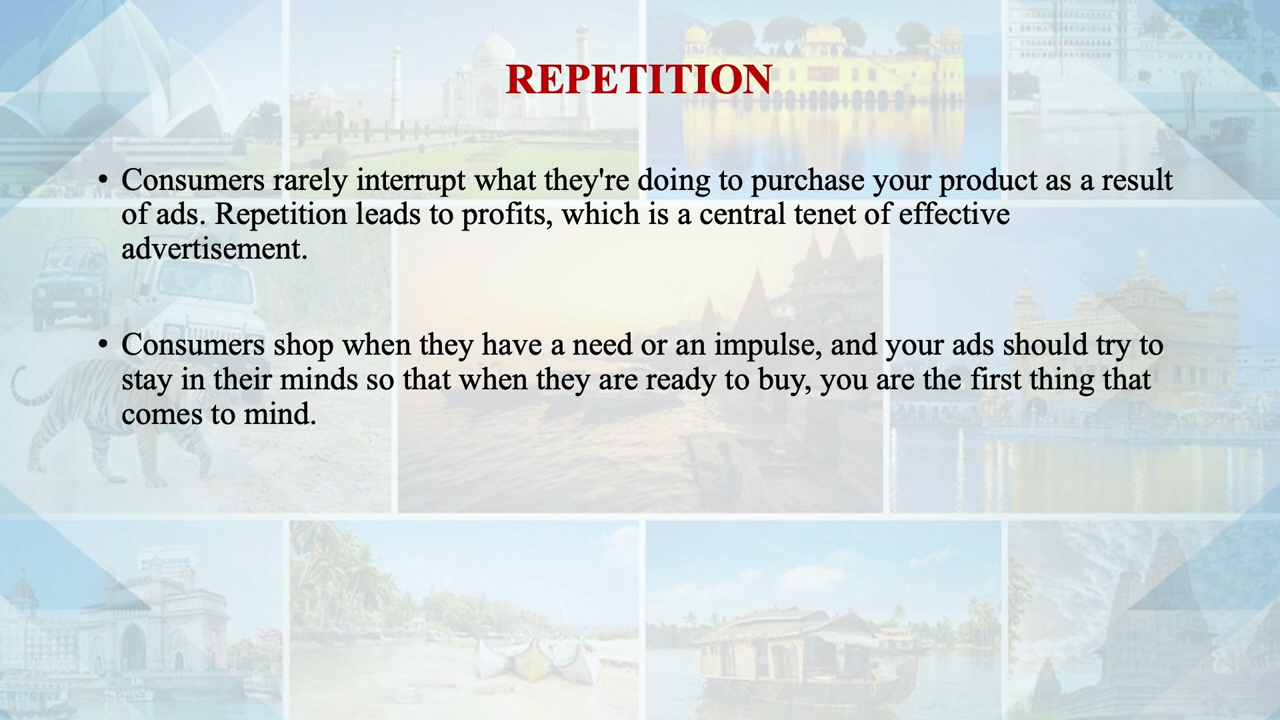 REPETITION
• Consumers rarely interrupt what they're doing to purchase your product as a result
of ads. Repetition leads to profits, which is a central tenet of effective
advertisement.
• Consumers shop when they have a need or an impulse, and your ads should try to
stay in their minds so that when they are ready to buy, you are the first thing that
comes to mind.